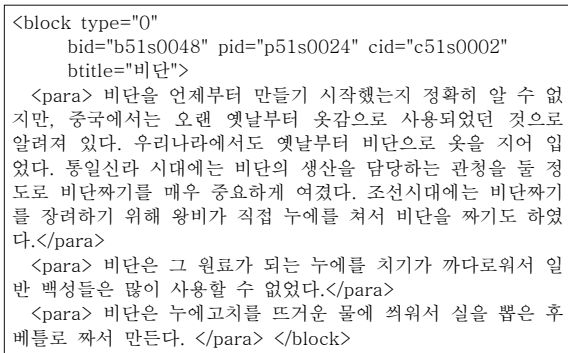 <block type="0"
bid="b51s0048" pid="p51s0024" cid="c51s0002"
btitle="비단">
<para> 비단을 언제부터 만들기 시작했는지 정확히 알 수 없
지만, 중국에서는 오랜 옛날부터 옷감으로 사용되었던 것으로
알려져 있다. 우리나라에서도 옛날부터 비단으로 옷을 지어 입
었다. 통일신라 시대에는 비단의 생산을 담당하는 관청을 둘 정
도로 비단짜기를 매우 중요하게 여겼다. 조선시대에는 비단짜기
를 장려하기 위해 왕비가 직접 누에를 쳐서 비단을 짜기도 하였
다.</para>
<para> 비단은 그 원료가 되는 누에를 치기가 까다로워서 일
반 백성들은 많이 사용할 수 없었다.</para>
<para> 비단은 누에고치를 뜨거운 물에 씌워서 실을 뽑은 후
베틀로 짜서 만든다. </para> </block>